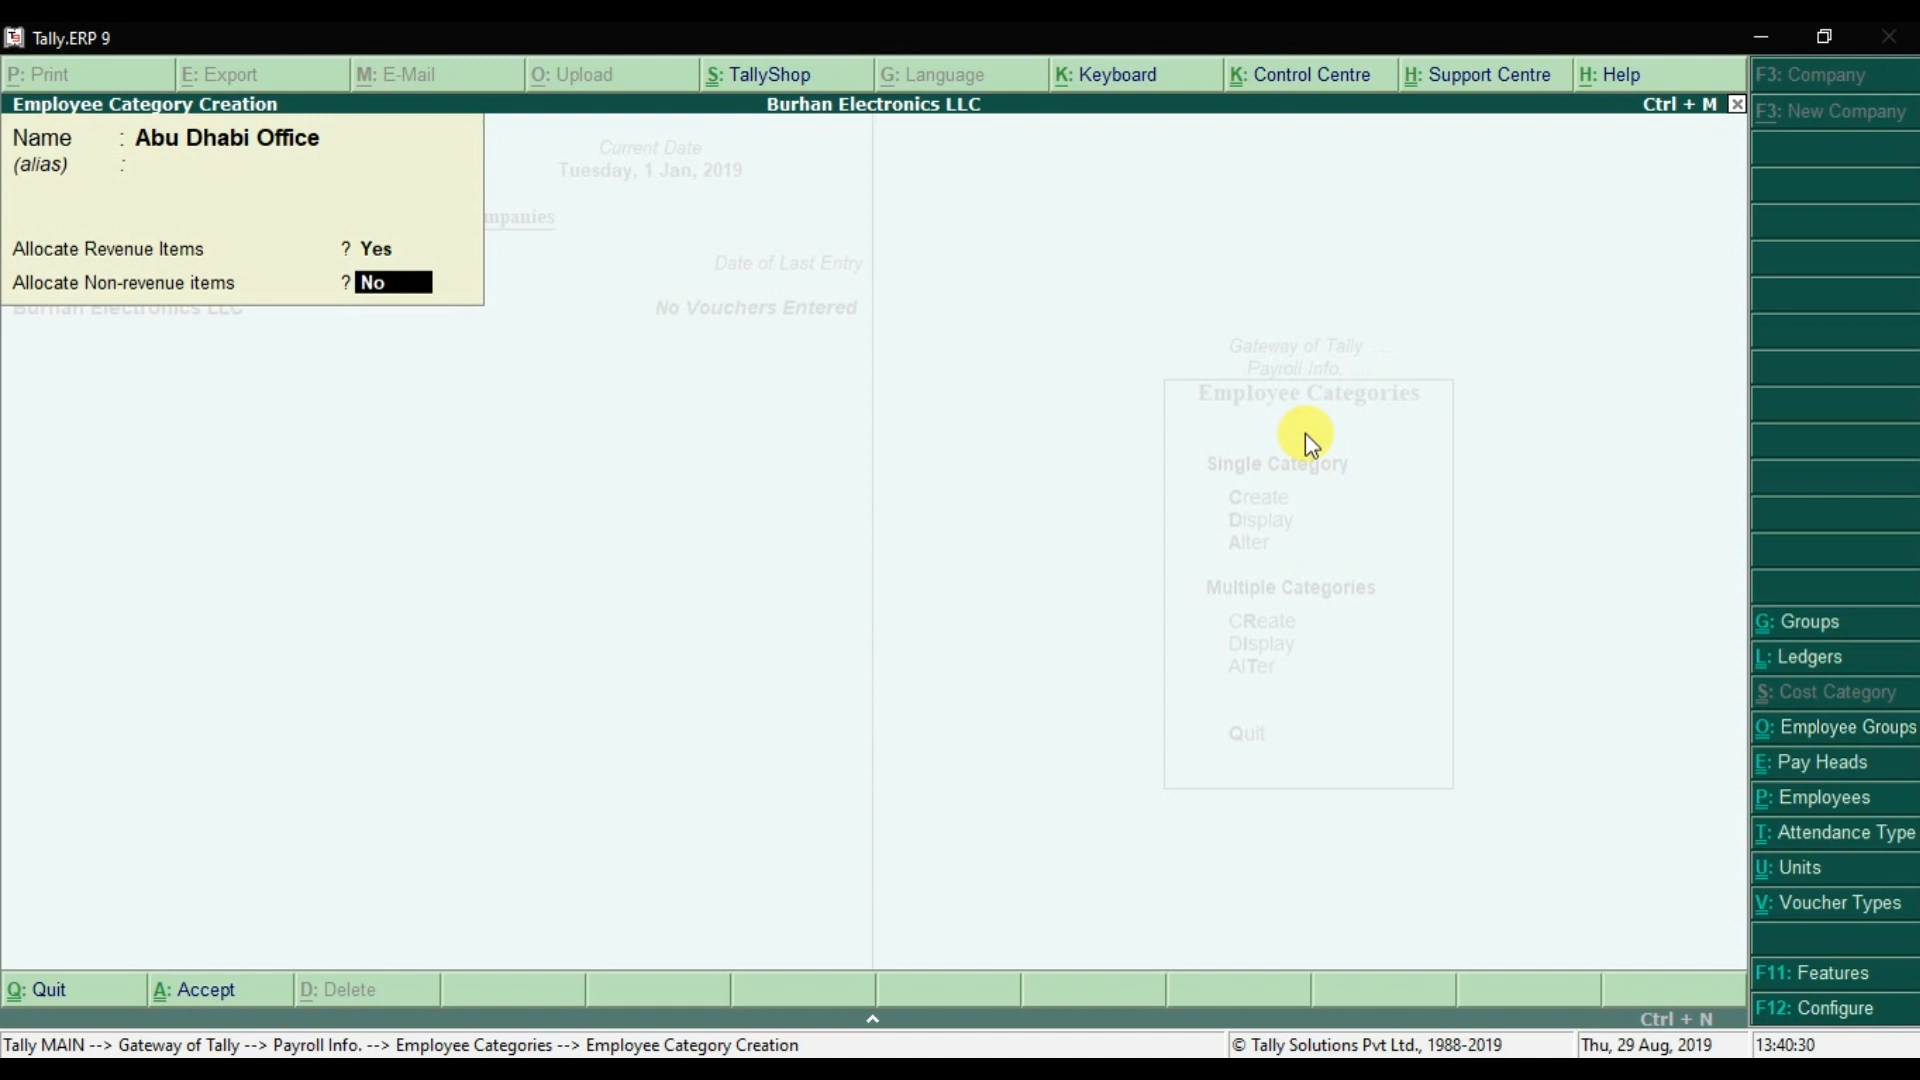 Tally.ERP 9
P: Print E: Export M: E-Mail O: Upload S: TallyShop G: Language K: Keyboard K: Control Centre H: Support Centre H: Help
F3: Company
Employee Category Creation Burhan Electronics LLC Ctrl + M
F3: New Company
Name : Abu Dhabi Office
(alias) :
Current Date
Tuesday, 1 Jan, 2019
mpanies
Allocate Revenue Items ? Yes
Date of Last Entry
Allocate Non-revenue items ? No
Burhan Electronics LLC No Vouchers Entered
Gateway of Tally ...
Payroll Info. ....
Employee Categories
Single Category
Create
Display
Alter
Multiple Categories
CReate
DIsplay
AlTer
Quit
G: Groups
L: Ledgers
S: Cost Category
O: Employee Groups
E: Pay Heads
P: Employees
T: Attendance Type
U: Units
V: Voucher Types
F11: Features
F12: Configure
Q: Quit A: Accept D: Delete
Ctrl + N
Tally MAIN --> Gateway of Tally --> Payroll Info. --> Employee Categories --> Employee Category Creation © Tally Solutions Pvt Ltd., 1988-2019 Thu, 29 Aug, 2019 13:40:30